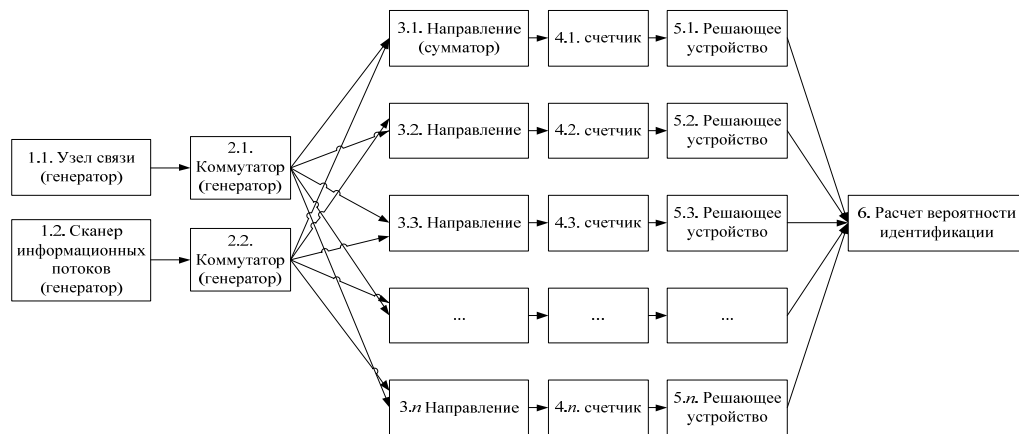 1.1. Узел связи
(генератор)
1.2. Сканер
информационных
потоков
(генератор)
2.1.
Коммутатор
(генератор)
2.2.
Коммутатор
(генератор)
3.1. Направление
(сумматор)
4.1. счетчик
5.1. Решающее
устройство
3.2. Направление
4.2. счетчик
5.2. Решающее
устройство
3.3. Направление
4.3. счетчик
5.3. Решающее
устройство
...
...
...
3.n Направление
4.n. счетчик
5.n. Решающее
устройство
6. Расчет вероятности
идентификации